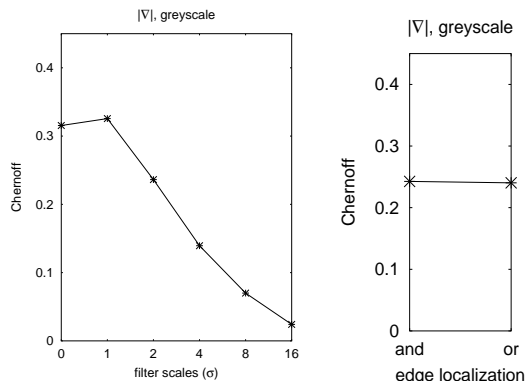 |∇|, greyscale
0.4
0.3
0.2
0.1
0
Chernoff
0 1 2 4 8 16
filter scales (σ)
|∇|, greyscale
0.4
0.3
0.2
0.1
0
Chernoff
and or
edge localization